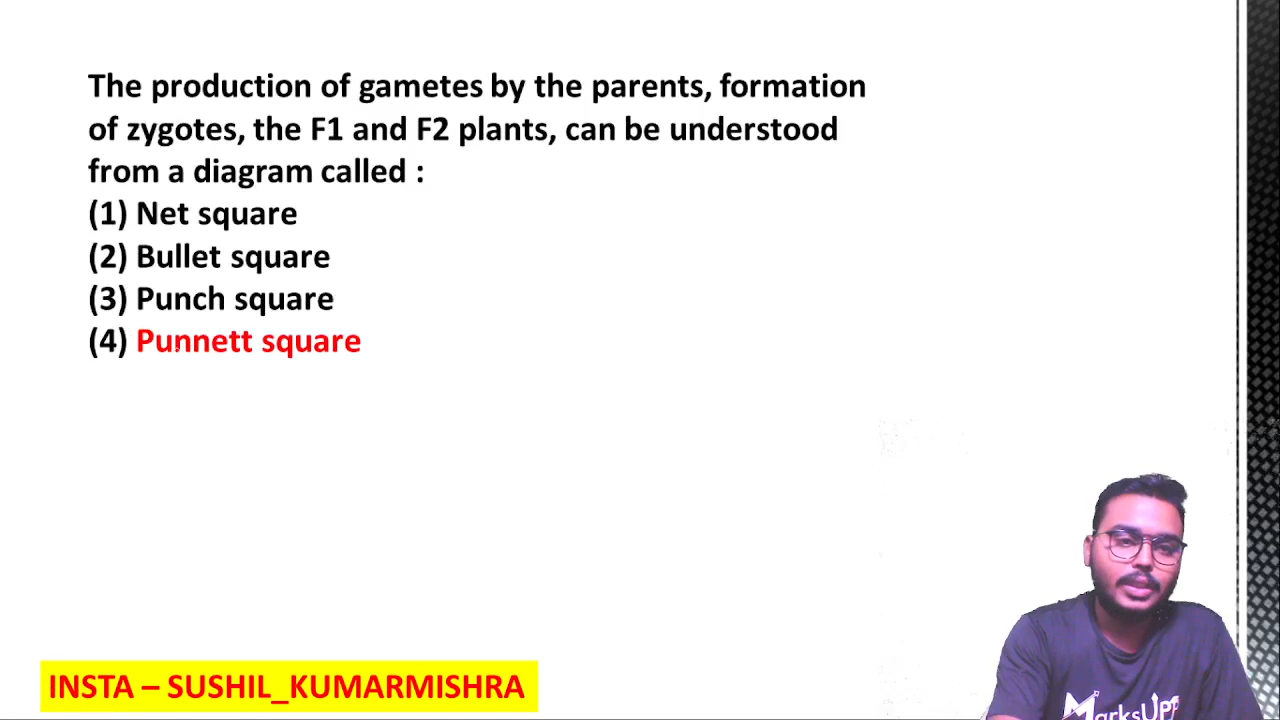 The production of gametes by the parents, formation
of zygotes, the F1 and F2 plants, can be understood
from a diagram called :
(1) Net square
(2) Bullet square
(3) Punch square
(4) Punnett square
INSTA – SUSHIL_KUMARMISHRA
MarksUpp